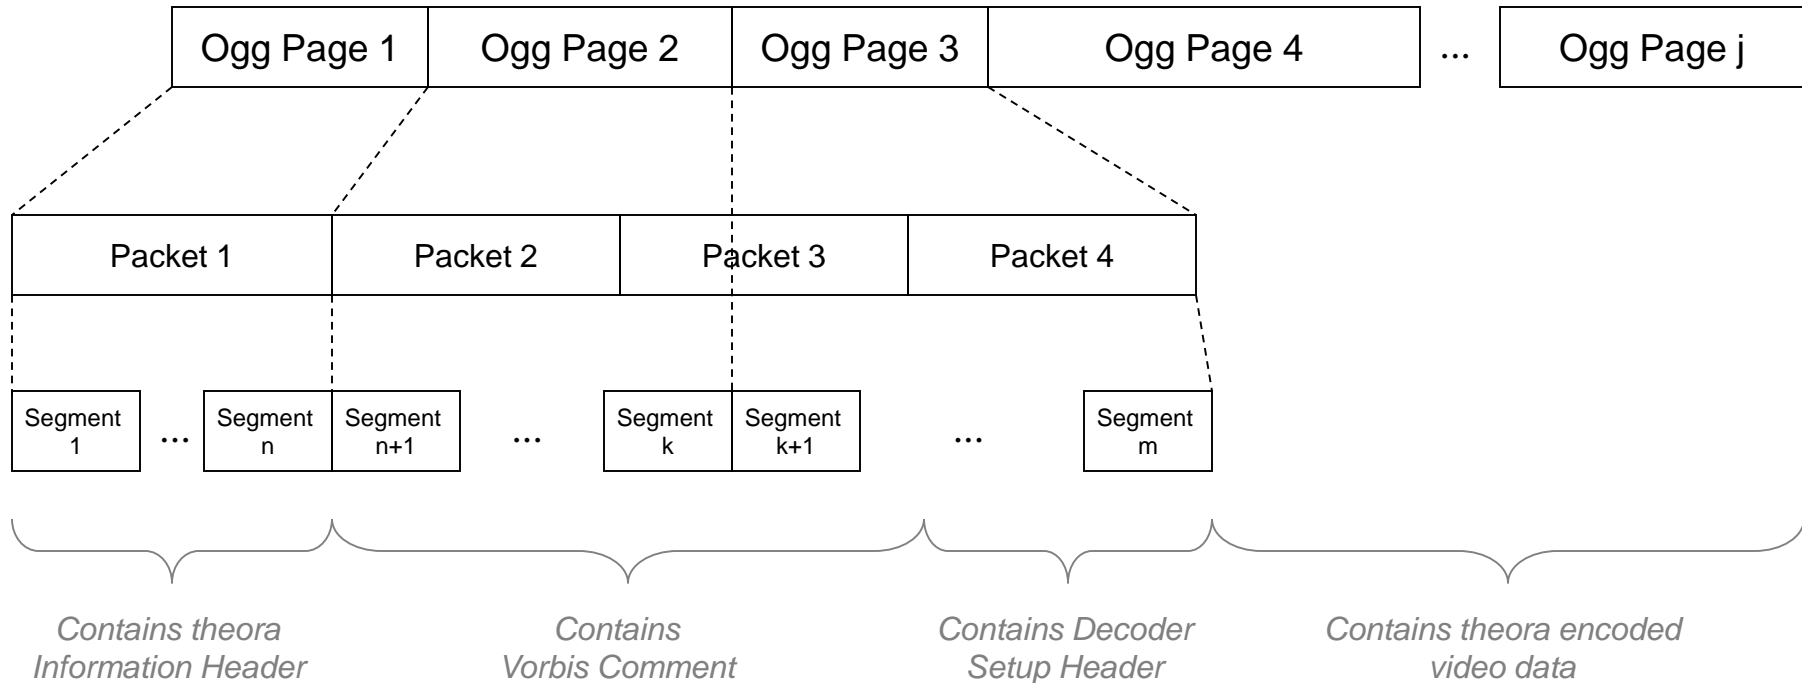 Ogg Page 1
Ogg Page 2
Ogg Page 3
Ogg Page 4
...
Ogg Page j
Packet 1
Packet 2
Packet 3
Packet 4
Segment
1
...
Segment
n
Segment
n+1
...
Segment
k
Segment
k+1
...
Segment
m
Contains theora
Information Header
Contains
Vorbis Comment
Contains Decoder
Setup Header
Contains theora encoded
video data